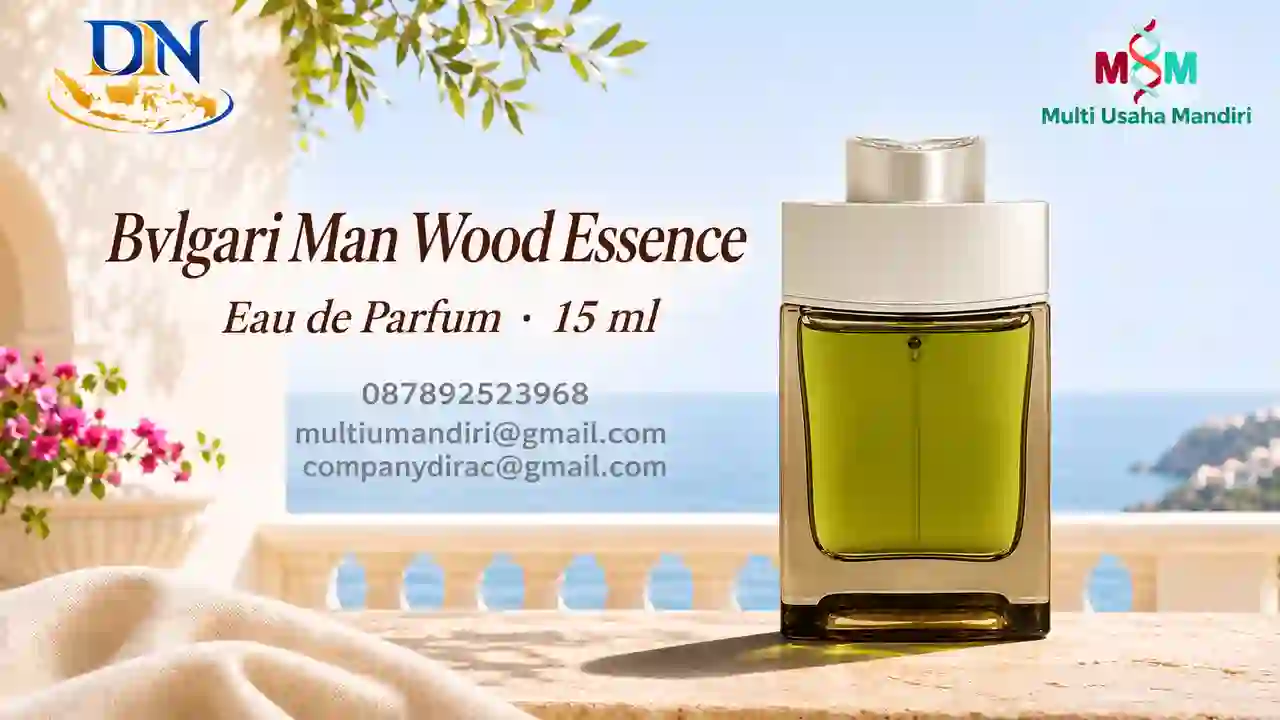 DN
MSM
Multi Usaha Mandiri
Bvlgari Man Wood Essence
Eau de Parfum · 15 ml
087892523968
multiumandiri@gmail.com
companydirac@gmail.com